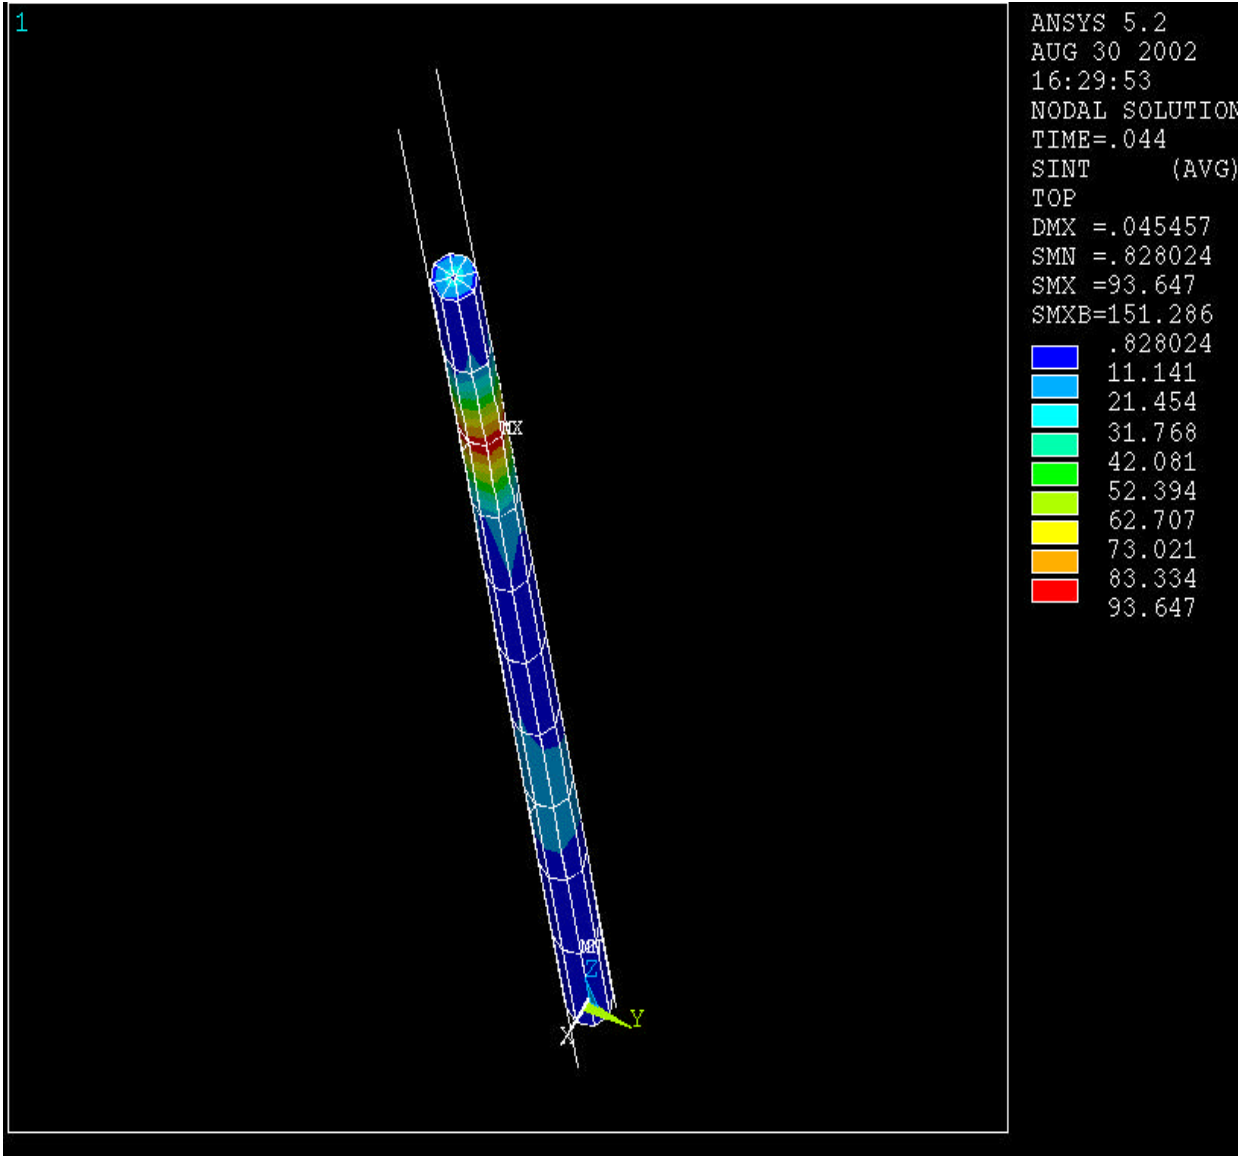 1
ANSYS 5.2
AUG 30 2002
16:29:53
NODAL SOLUTION
TIME=.044
SINT (AVG)
TOP
DMX =.045457
SMN =.828024
SMX =93.647
SMXB=151.286
.828024
11.141
21.454
31.768
42.081
52.394
62.707
73.021
83.334
93.647
MX
MN
Z
Y
X